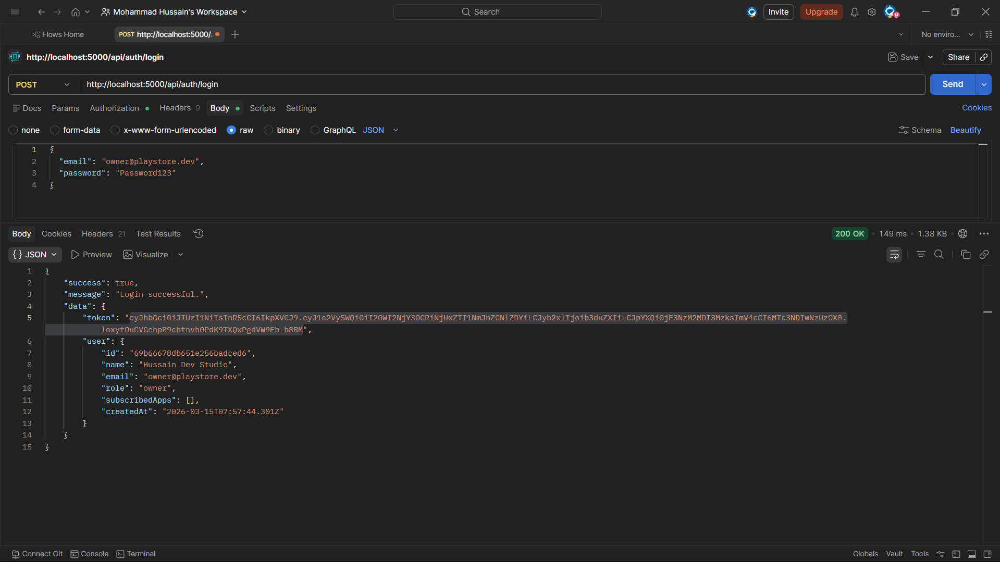 Mohammad Hussain's Workspace
Search
Invite
Upgrade
Flows Home
POST http://localhost:5000/.
No enviro...
HTTP http://localhost:5000/api/auth/login
Save
Share
POST
http://localhost:5000/api/auth/login
Send
Docs
Params
Authorization
Headers 9
Body
Scripts
Settings
Cookies
none
form-data
x-www-form-urlencoded
raw
binary
GraphQL
JSON
Schema
Beautify
1 {
2 "email": "owner@playstore.dev",
3 "password": "Password123"
4 }
Body
Cookies
Headers 21
Test Results
200 OK
149 ms
1.38 KB
{} JSON
Preview
Visualize
1 {
2 "success": true,
3 "message": "Login successful.",
4 "data": {
5 "token": "eyJhbGciOiJIUzI1NiIsInR5cCI6IkpXVCJ9.eyJ1c2VySWQiOiI2OWI2NjY3OGRiNjUxZTI1NmJhZGNlZDYiLCJyb2xlIjoib3duZXIiLCJpYXQiOjE3NzM2MDI3MzksImV4cCI6MTc3NDIwNzUzOX0.
loxytOuGVGehpB9chtnvh0PdK9TXQxPgdVW9Eb-b8BM",
6 "user": {
7 "id": "69b66678db651e256badced6",
8 "name": "Hussain Dev Studio",
9 "email": "owner@playstore.dev",
10 "role": "owner",
11 "subscribedApps": [],
12 "createdAt": "2026-03-15T07:57:44.301Z"
13 }
14 }
15 }
Connect Git
Console
Terminal
Globals
Vault
Tools